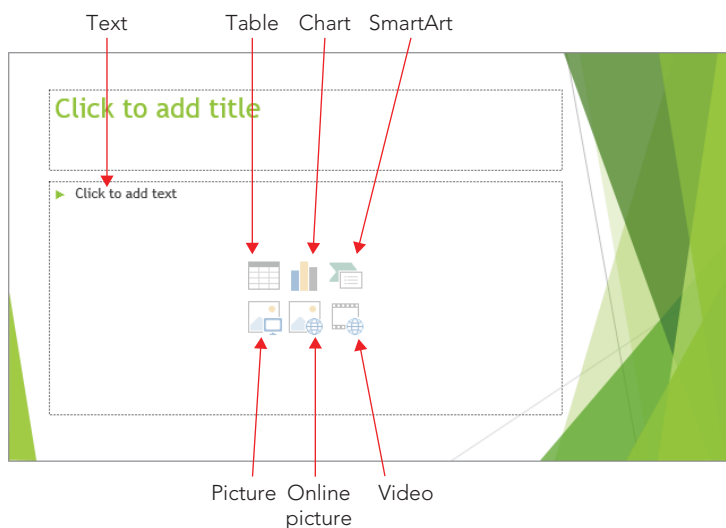 Text Table Chart SmartArt
Click to add title
Click to add text
Picture Online picture Video